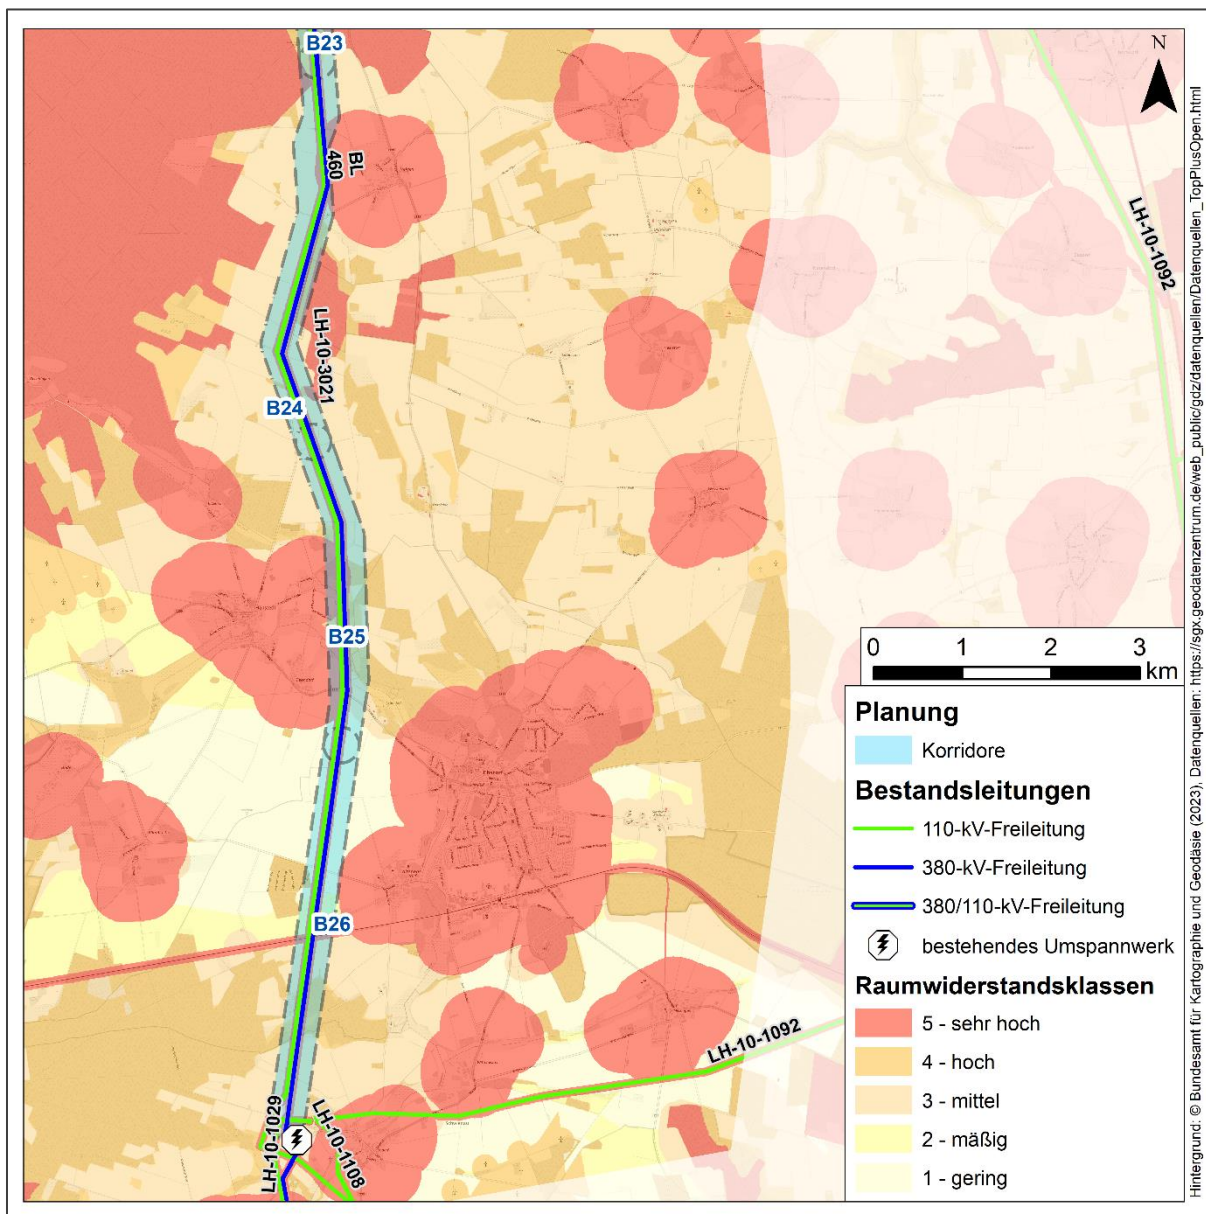 B23
N
BL
460
LH-10-1092
LH-10-3021
B24
B25
B26
LH-10-1092
LH-10-1029
LH-10-1108
0 1 2 3
km
Planung
Korridore
Bestandsleitungen
110-kV-Freileitung
380-kV-Freileitung
380/110-kV-Freileitung
bestehendes Umspannwerk
Raumwiderstandsklassen
5 - sehr hoch
4 - hoch
3 - mittel
2 - mäßig
1 - gering
Hintergrund: © Bundesamt für Kartographie und Geodäsie (2023), Datenquellen: https://sgx.geodatenzentrum.de/web_public/gdz/datenquellen/Datenquellen_TopPlusOpen.html